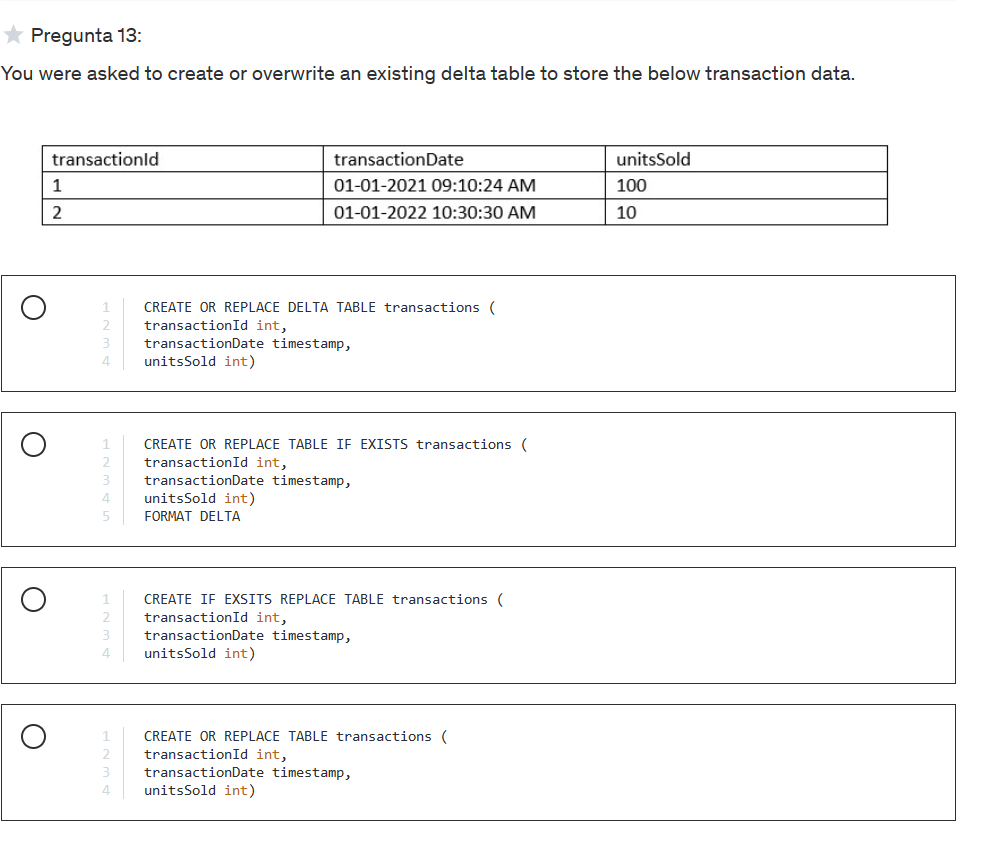 Pregunta 13:
You were asked to create or overwrite an existing delta table to store the below transaction data.
transactionId transactionDate unitsSold
1 01-01-2021 09:10:24 AM 100
2 01-01-2022 10:30:30 AM 10
1 CREATE OR REPLACE DELTA TABLE transactions (
2 transactionId int,
3 transactionDate timestamp,
4 unitsSold int)
1 CREATE OR REPLACE TABLE IF EXISTS transactions (
2 transactionId int,
3 transactionDate timestamp,
4 unitsSold int)
5 FORMAT DELTA
1 CREATE IF EXSITS REPLACE TABLE transactions (
2 transactionId int,
3 transactionDate timestamp,
4 unitsSold int)
1 CREATE OR REPLACE TABLE transactions (
2 transactionId int,
3 transactionDate timestamp,
4 unitsSold int)